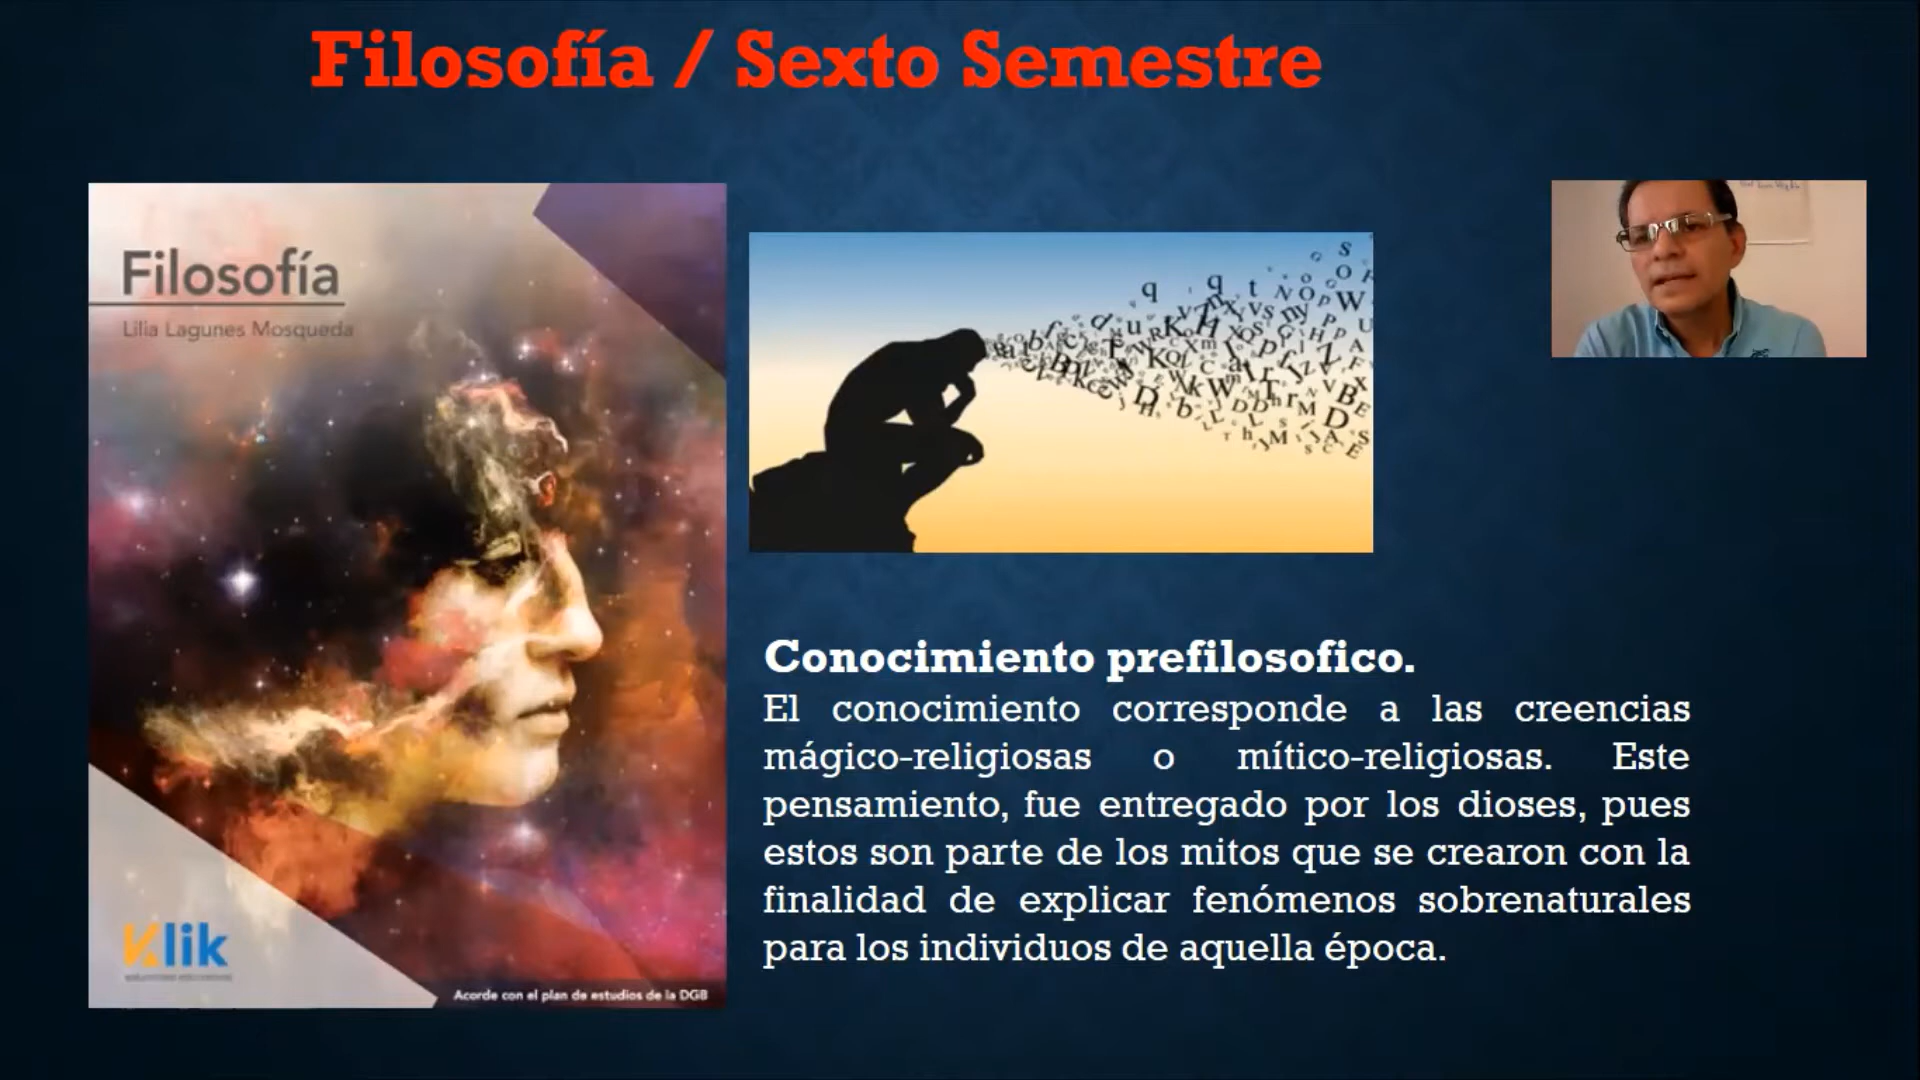 Filosofía / Sexto Semestre
Filosofía
Lilia Lagunes Mosqueda
Klik
Acorde con el plan de estudios de la DGB
Conocimiento prefilosofico.
El conocimiento corresponde a las creencias
mágico-religiosas o mítico-religiosas. Este
pensamiento, fue entregado por los dioses, pues
estos son parte de los mitos que se crearon con la
finalidad de explicar fenómenos sobrenaturales
para los individuos de aquella época.